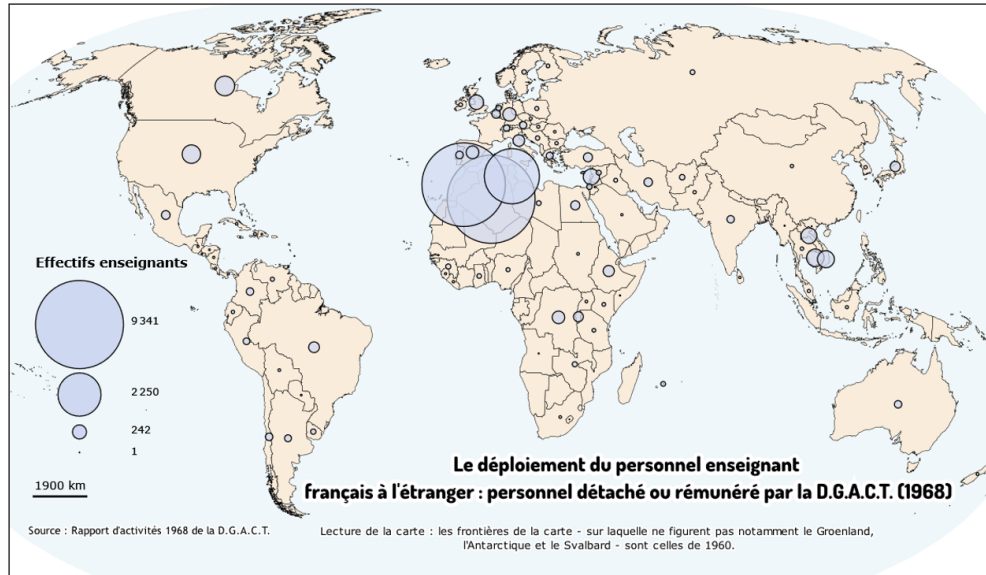 Effectifs enseignants
9 341
2 250
242
1
1900 km
Le déploiement du personnel enseignant
français à l'étranger : personnel détaché ou rémunéré par la D.G.A.C.T. (1968)
Source : Rapport d'activités 1968 de la D.G.A.C.T.
Lecture de la carte : les frontières de la carte - sur laquelle ne figurent pas notamment le Groenland,
l'Antarctique et le Svalbard - sont celles de 1960.